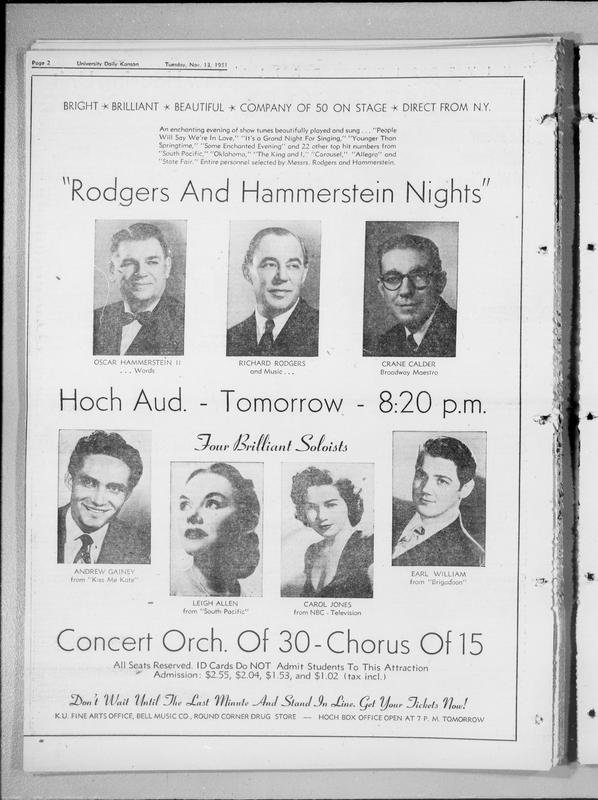 Page 2 University Daily Kansan Tuesday, Nov. 13, 1951
BRIGHT ★ BRILLIANT ★ BEAUTIFUL ★ COMPANY OF 50 ON STAGE ★ DIRECT FROM N.Y.
An enchanting evening of show tunes beautifully played and sung . . . "People
Will Say We're In Love," "It's a Grand Night For Singing," "Younger Than
Springtime," "Some Enchanted Evening" and 22 other top hit numbers from
"South Pacific," "Oklahoma," "The King and I," "Carousel," "Allegro" and
"State Fair." Entire personnel selected by Messrs. Rodgers and Hammerstein.
"Rodgers And Hammerstein Nights"
OSCAR HAMMERSTEIN II
. . . Words
RICHARD RODGERS
and Music . . .
CRANE CALDER
Broadway Maestro
Hoch Aud. - Tomorrow - 8:20 p.m.
Four Brilliant Soloists
ANDREW GAINEY
from "Kiss Me Kate"
LEIGH ALLEN
from "South Pacific"
CAROL JONES
from NBC - Television
EARL WILLIAM
from "Brigadoon"
Concert Orch. Of 30 - Chorus Of 15
All Seats Reserved. ID Cards Do NOT Admit Students To This Attraction
Admission: $2.55, $2.04, $1.53, and $1.02 (tax incl.)
Don't Wait Until The Last Minute And Stand In Line. Get Your Tickets Now!
K.U. FINE ARTS OFFICE, BELL MUSIC CO., ROUND CORNER DRUG STORE — HOCH BOX OFFICE OPEN AT 7 P. M. TOMORROW